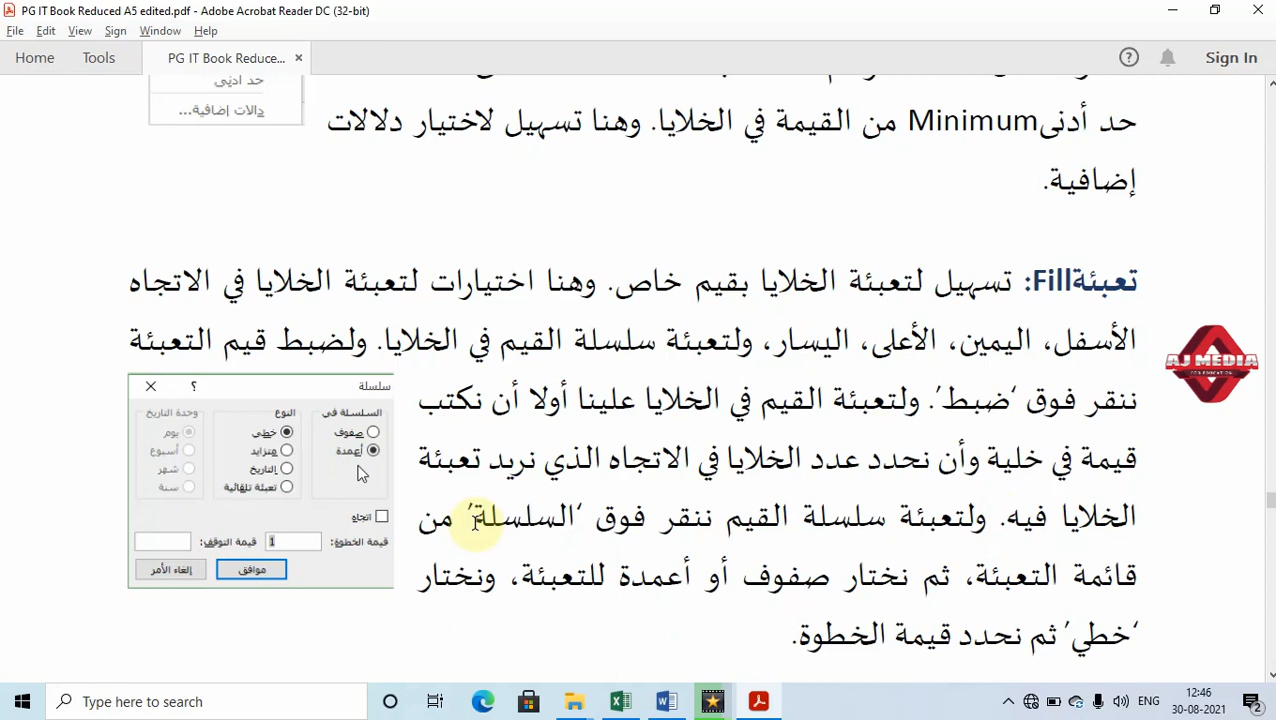 PG IT Book Reduced A5 edited.pdf - Adobe Acrobat Reader DC (32-bit)
File Edit View Sign Window Help
Home Tools PG IT Book Reduce... × Sign In
حد أدنى
دالات إضافية...
حد أدنىMinimum من القيمة في الخلايا. وهنا تسهيل لاختيار دلالات
إضافية.
تعبئةFill: تسهيل لتعبئة الخلايا بقيم خاص. وهنا اختيارات لتعبئة الخلايا في الاتجاه
الأسفل، اليمين، الأعلى، اليسار، ولتعبئة سلسلة القيم في الخلايا. ولضبط قيم التعبئة
ننقر فوق ‘ضبط’. ولتعبئة القيم في الخلايا علينا أولا أن نكتب
قيمة في خلية وأن نحدد عدد الخلايا في الاتجاه الذي نريد تعبئة
الخلايا فيه. ولتعبئة سلسلة القيم ننقر فوق ‘السلسلة’ من
قائمة التعبئة، ثم نختار صفوف أو أعمدة للتعبئة، ونختار
‘خطي’ ثم نحدد قيمة الخطوة.
سلسلة ؟
السلسلة في النوع وحدة التاريخ
صفوف خطي يوم
أعمدة متزايد أسبوع
التاريخ شهر
تعبئة تلقائية سنة
اتجاه
قيمة الخطوة: 1 قيمة التوقف:
موافق إلغاء الأمر
AJ MEDIA
FOR EDUCATION
Type here to search
ENG 12:46
30-08-2021
2